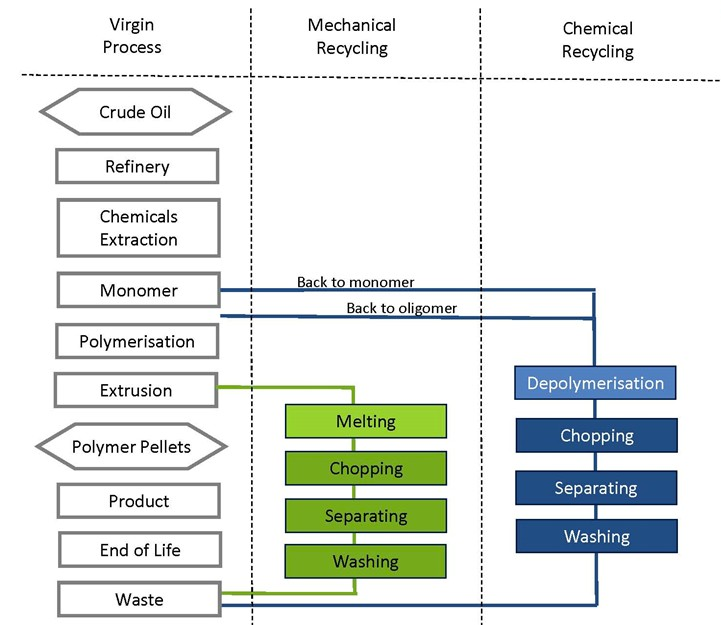 Virgin
Process
Mechanical
Recycling
Chemical
Recycling
Crude Oil
Refinery
Chemicals
Extraction
Monomer
Back to monomer
Back to oligomer
Polymerisation
Extrusion
Depolymerisation
Melting
Chopping
Polymer Pellets
Chopping
Separating
Product
Separating
Washing
End of Life
Washing
Waste